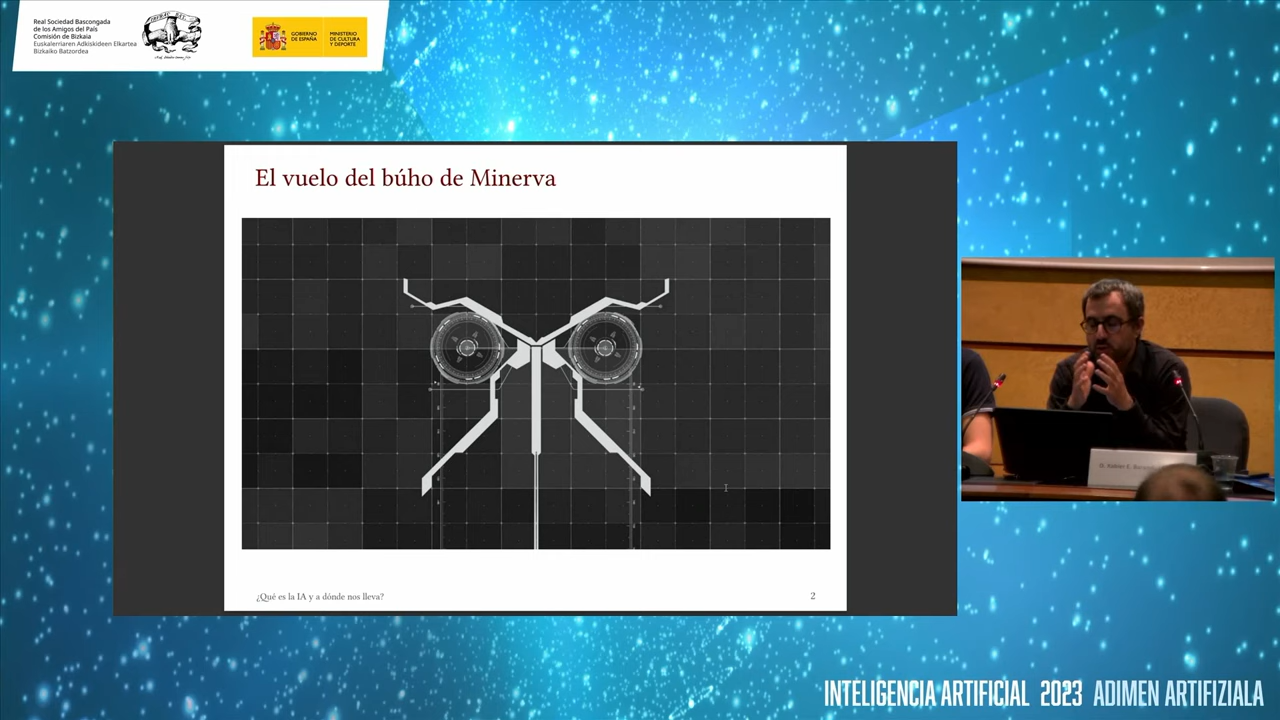 Real Sociedad Bascongada
de los Amigos del País
Comisión de Bizkaia
Euskalerriaren Adkiskideen Elkartea
Bizkaiko Batzordea
GOBIERNO
DE ESPAÑA
MINISTERIO
DE CULTURA
Y DEPORTE
El vuelo del búho de Minerva
¿Qué es la IA y a dónde nos lleva?
2
INTELIGENCIA ARTIFICIAL 2023 ADIMEN ARTIFIZIALA